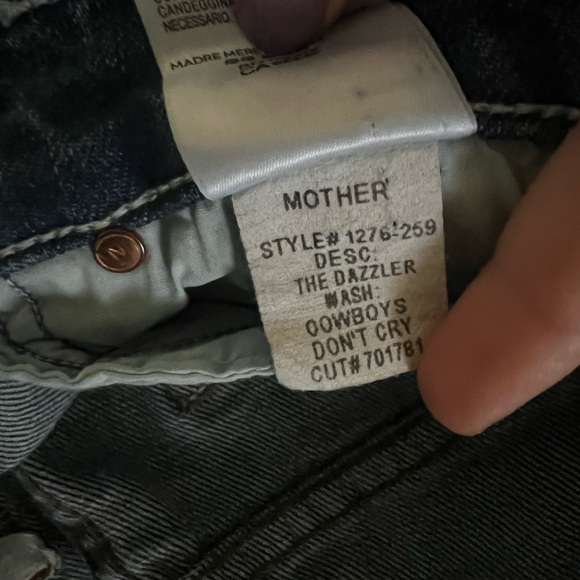 CANDEGGINA
NECESSARIO
MOTHER
STYLE# 1276-259
DESC:
THE DAZZLER
WASH:
COWBOYS
DON'T CRY
CUT# 701781